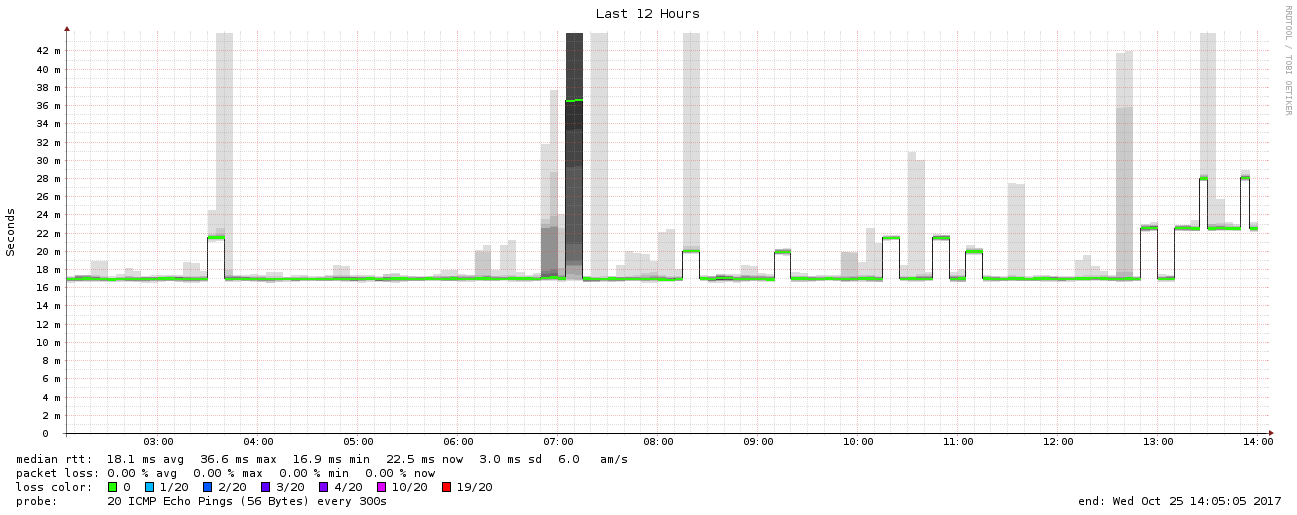 Last 12 Hours
RRDTOOL / TOBI OETIKER
Seconds
42 m
40 m
38 m
36 m
34 m
32 m
30 m
28 m
26 m
24 m
22 m
20 m
18 m
16 m
14 m
12 m
10 m
8 m
6 m
4 m
2 m
0
03:00 04:00 05:00 06:00 07:00 08:00 09:00 10:00 11:00 12:00 13:00 14:00
median rtt: 18.1 ms avg 36.6 ms max 16.9 ms min 22.5 ms now 3.0 ms sd 6.0 am/s
packet loss: 0.00 % avg 0.00 % max 0.00 % min 0.00 % now
loss color: 0 1/20 2/20 3/20 4/20 10/20 19/20
probe: 20 ICMP Echo Pings (56 Bytes) every 300s end: Wed Oct 25 14:05:05 2017